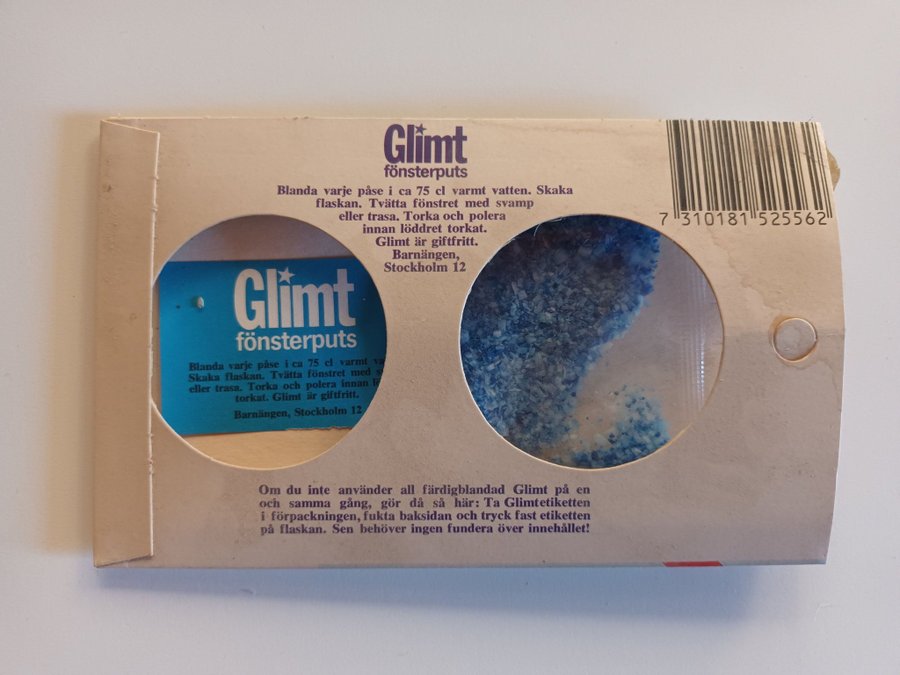 Glimt
fönsterputs
Blanda varje påse i ca 75 cl varmt vatten. Skaka
flaskan. Tvätta fönstret med svamp
eller trasa. Torka och polera
innan löddret torkat.
Glimt är giftfritt.
Barnängen,
Stockholm 12
7 310181 525562
Glimt
fönsterputs
Blanda varje påse i ca 75 cl varmt
Skaka flaskan. Tvätta fönstret med
eller trasa. Torka och polera innan
torkat. Glimt är giftfritt.
Barnängen, Stockholm 12
Om du inte använder all färdigblandad Glimt på en
och samma gång, gör då så här: Ta Glimtetiketten
i förpackningen, fukta baksidan och tryck fast etiketten
på flaskan. Sen behöver ingen fundera över innehållet!